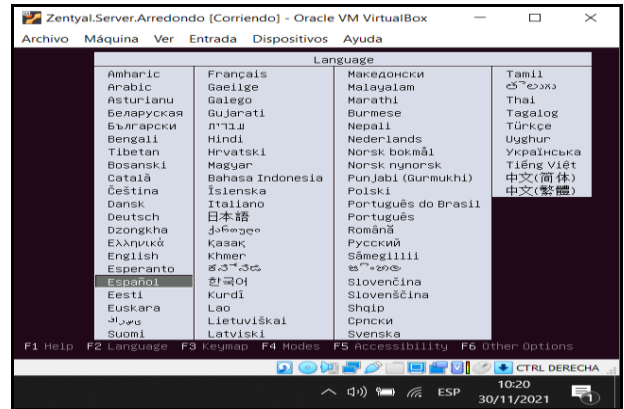 Zentyal.Server.Arredondo [Corriendo] - Oracle VM VirtualBox
Archivo Máquina Ver Entrada Dispositivos Ayuda
Language
Amharic Français Македонски Tamil
Arabic Gaeilge Malayalam తెలుగు
Asturianu Galego Marathi Thai
Беларуская Gujarati Burmese Tagalog
Български עברית Nepali Türkçe
Bengali Hindi Nederlands Uyghur
Tibetan Hrvatski Norsk bokmål Українська
Bosanski Magyar Norsk nynorsk Tiếng Việt
Català Bahasa Indonesia Punjabi (Gurmukhi) 中文(简体)
Čeština Íslenska Polski 中文(繁體)
Dansk Italiano Português do Brasil
Deutsch 日本語 Português
Dzongkha ქართული Română
Ελληνικά Қазақ Русский
English Khmer Sámegillii
Esperanto ಕನ್ನಡ සිංහල
Español 한국어 Slovenčina
Eesti Kurdî Slovenščina
Euskara Lao Shqip
فارسی Lietuviškai Српски
Suomi Latviski Svenska
F1 Help F2 Language F3 Keymap F4 Modes F5 Accessibility F6 Other Options
CTRL DERECHA
ESP
10:20
30/11/2021
1